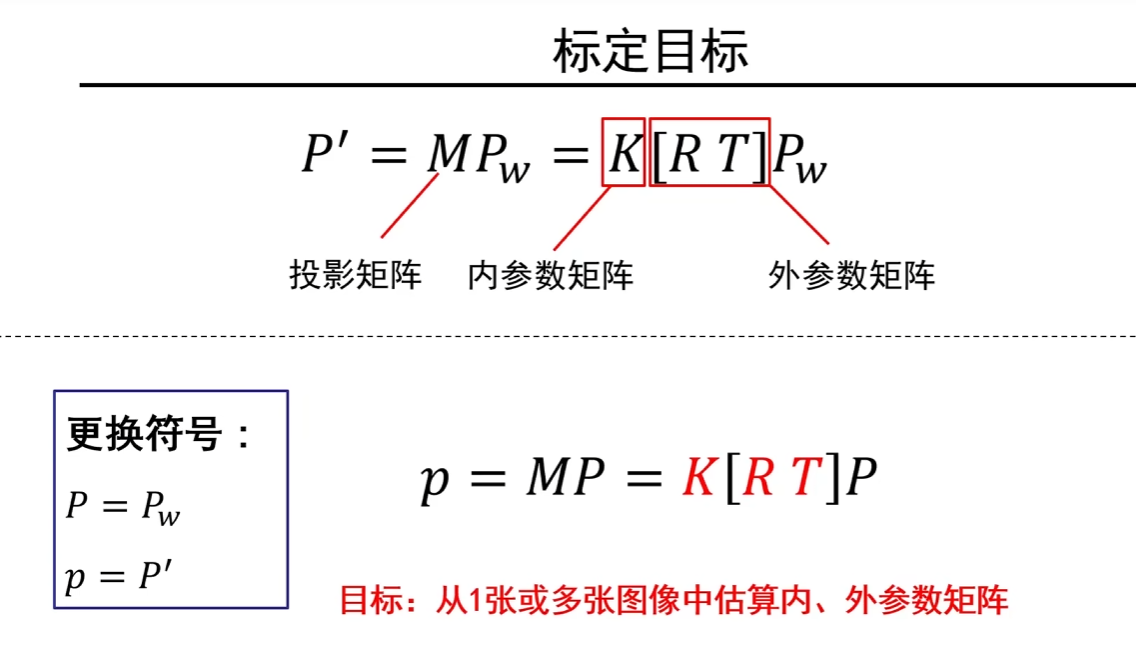 标定目标
P′ = MP_w = K[R T]P_w
投影矩阵 内参数矩阵 外参数矩阵
更换符号：
P = P_w
p = P′
p = MP = K[R T]P
目标：从1张或多张图像中估算内、外参数矩阵